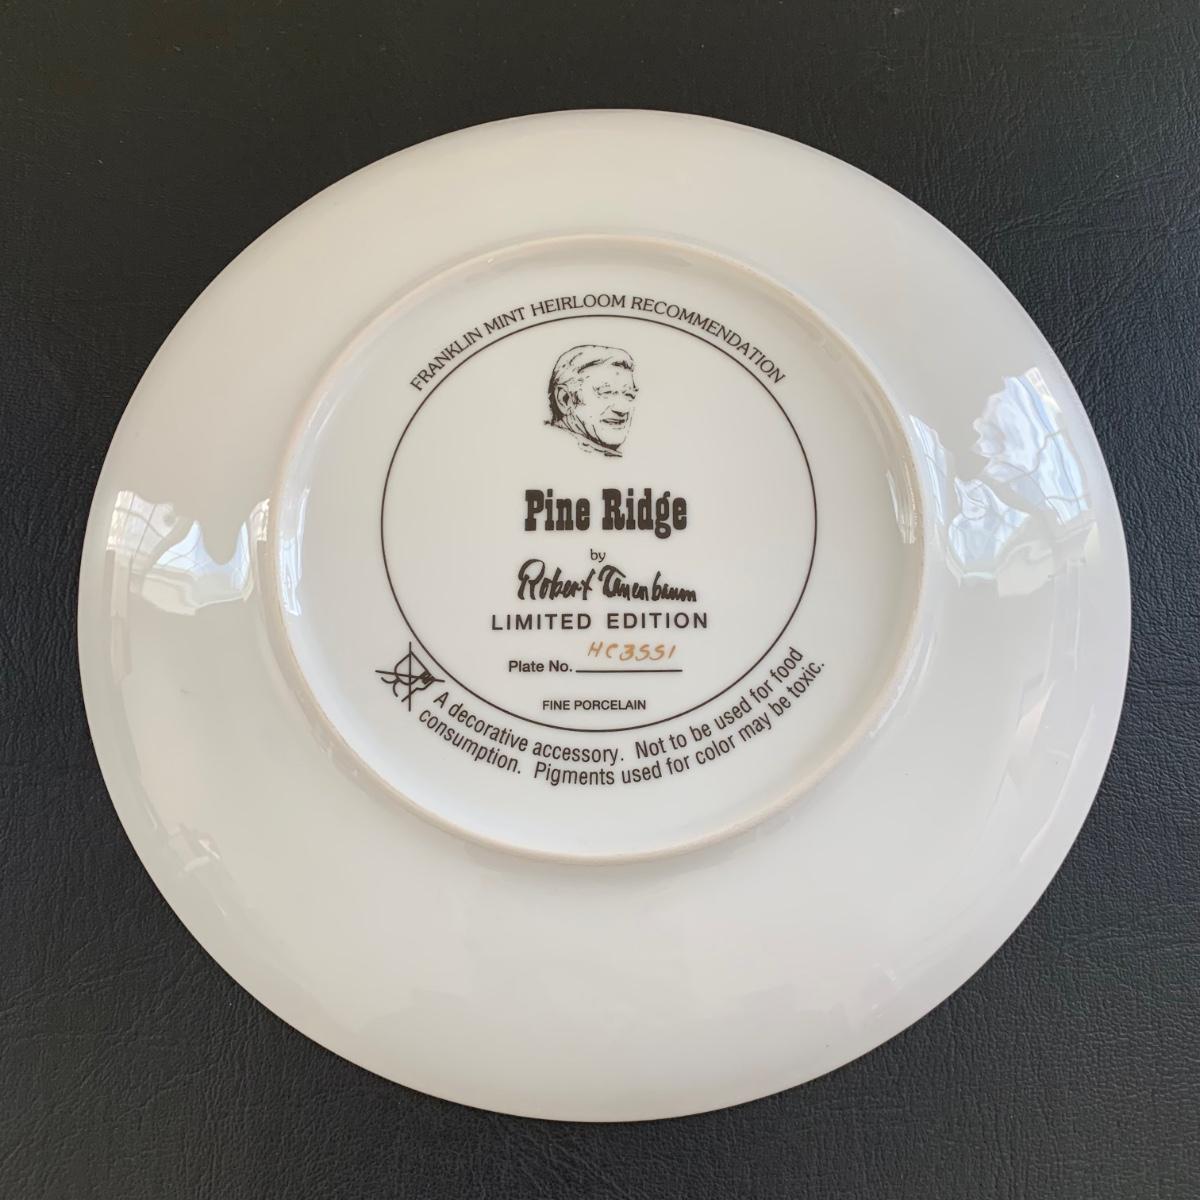 FRANKLIN MINT HEIRLOOM RECOMMENDATION
Pine Ridge
by
Robert Tanenbaum
LIMITED EDITION
Plate No. HC3551
FINE PORCELAIN
A decorative accessory. Not to be used for food
consumption. Pigments used for color may be toxic.